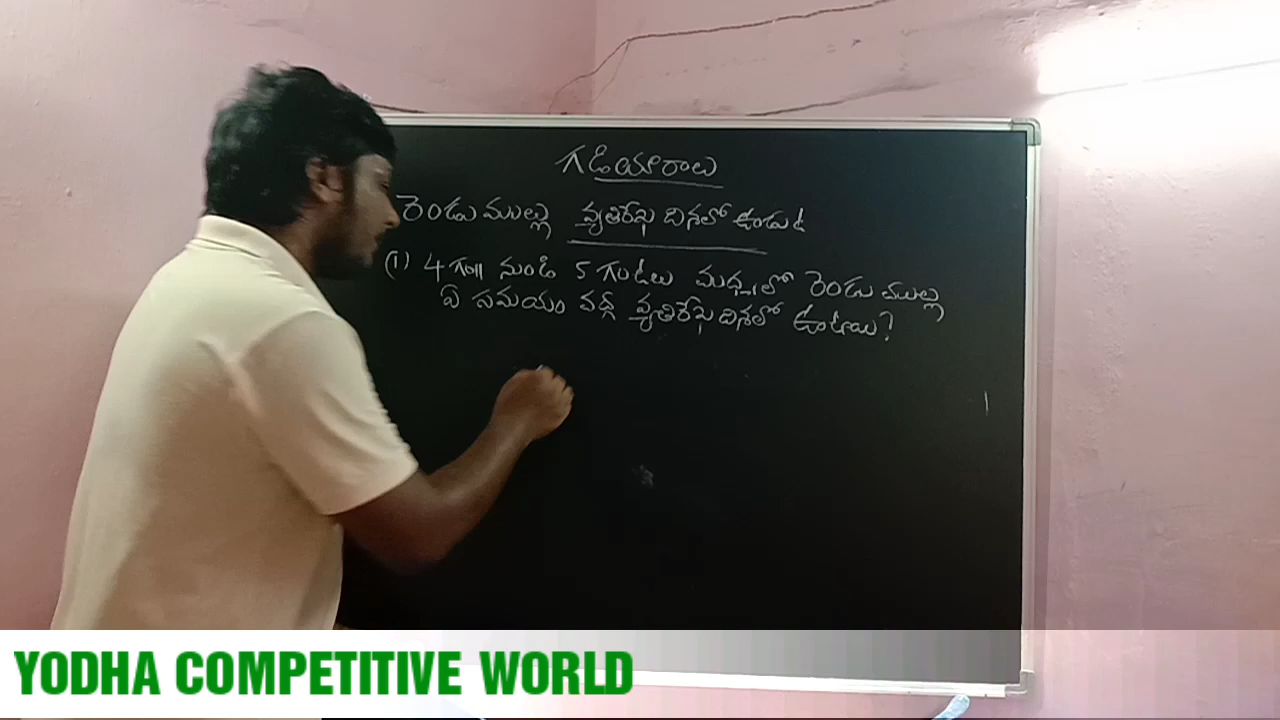 గడియారాలు
రెండు ముల్లు వ్యతిరేఖ దిశలో ఉండుట
(1) 4 గం॥ నుండి 5 గంటలు మధ్యలో రెండు ముల్లు
ఏ సమయం వద్ద వ్యతిరేఖ దిశలో ఉంటాయి?
YODHA COMPETITIVE WORLD